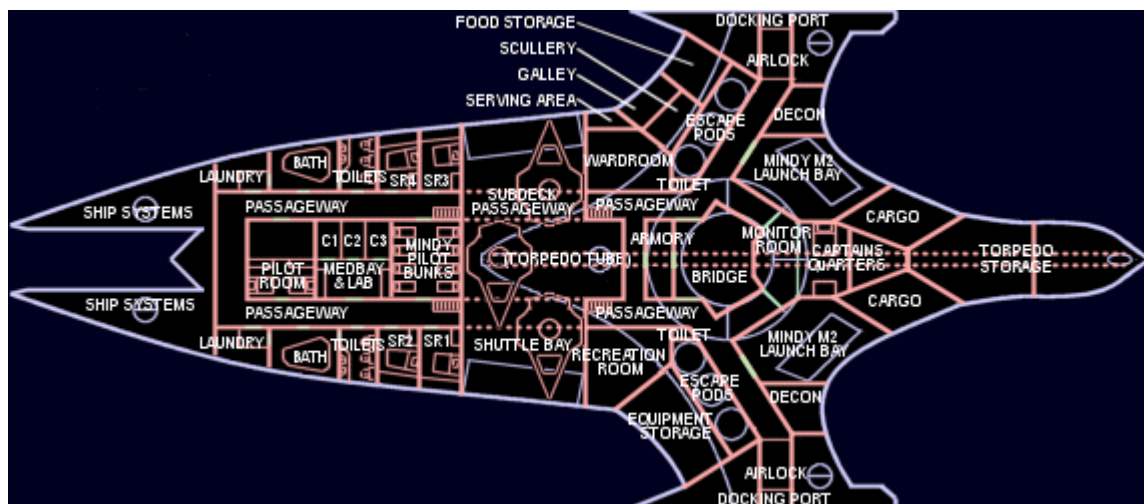 FOOD STORAGE
SCULLERY
GALLEY
SERVING AREA
DOCKING PORT
AIRLOCK
DECON
ESCAPE
PODS
MINDY M2
LAUNCH BAY
WARDROOM
TOILET
LAUNDRY
BATH
TOILETS
SR4
SR3
SHIP SYSTEMS
PASSAGEWAY
SUBDECK
PASSAGEWAY
PASSAGEWAY
CARGO
C1
C2
C3
MINDY
PILOT
BUNKS
PILOT
ROOM
MEDBAY
& LAB
(TORPEDO TUBE)
ARMORY
BRIDGE
MONITOR
ROOM
CAPTAINS
QUARTERS
TORPEDO
STORAGE
SHIP SYSTEMS
PASSAGEWAY
PASSAGEWAY
CARGO
LAUNDRY
BATH
TOILETS
SR2
SR1
SHUTTLE BAY
RECREATION
ROOM
TOILET
MINDY M2
LAUNCH BAY
ESCAPE
PODS
DECON
EQUIPMENT
STORAGE
AIRLOCK
DOCKING PORT